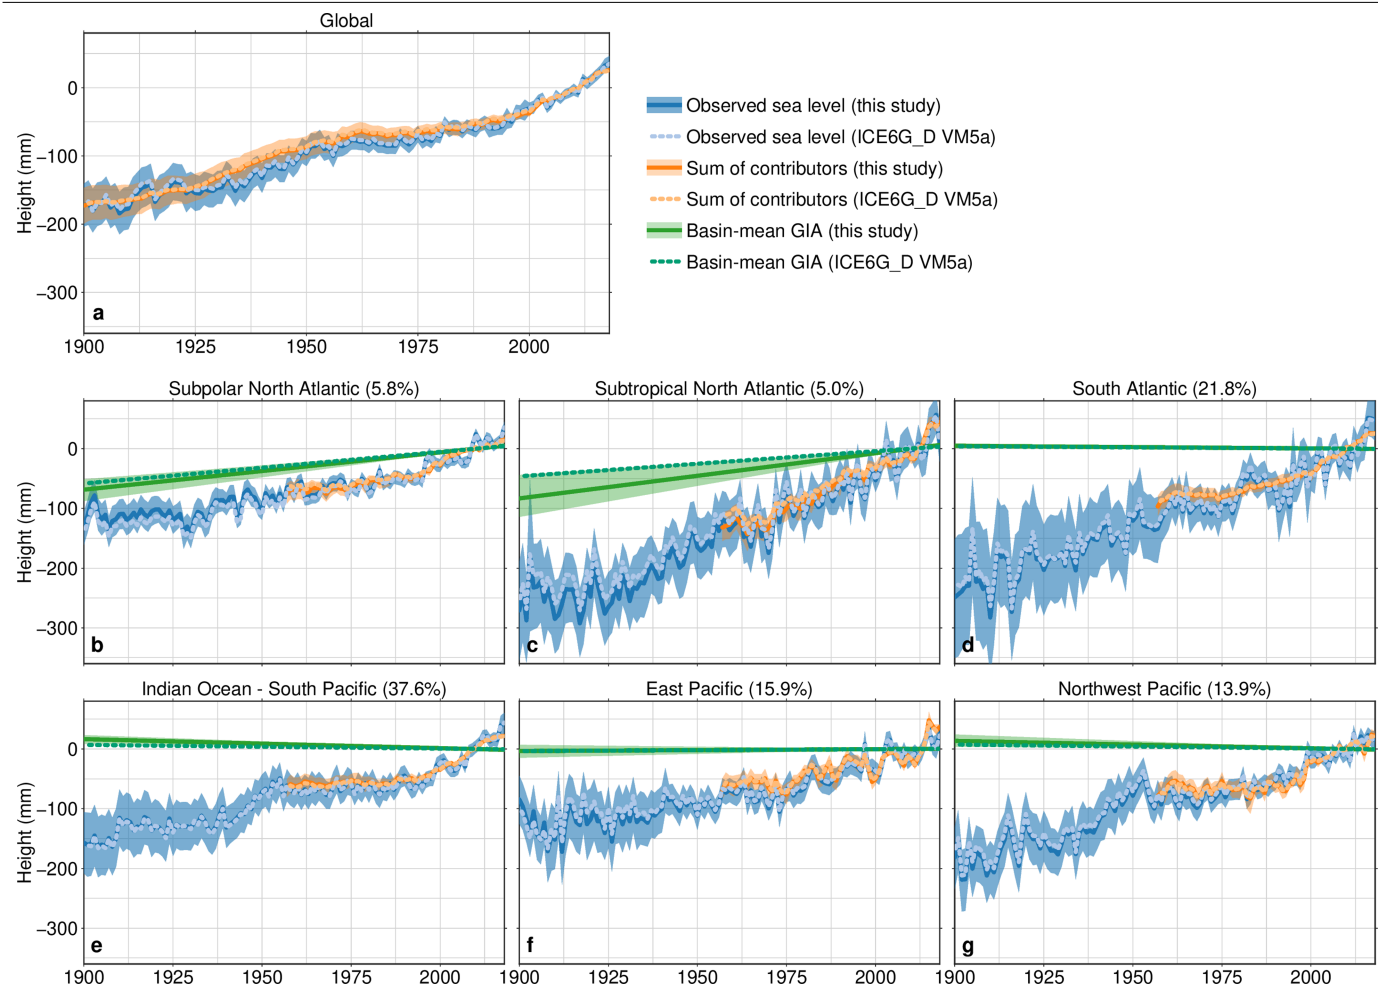 Global
Height (mm)
0
−100
−200
−300
a
1900 1925 1950 1975 2000
Observed sea level (this study)
Observed sea level (ICE6G_D VM5a)
Sum of contributors (this study)
Sum of contributors (ICE6G_D VM5a)
Basin-mean GIA (this study)
Basin-mean GIA (ICE6G_D VM5a)
Subpolar North Atlantic (5.8%)
Subtropical North Atlantic (5.0%)
South Atlantic (21.8%)
Height (mm)
0
−100
−200
−300
b
c
d
Indian Ocean - South Pacific (37.6%)
East Pacific (15.9%)
Northwest Pacific (13.9%)
Height (mm)
0
−100
−200
−300
e
f
g
1900 1925 1950 1975 2000
1900 1925 1950 1975 2000
1900 1925 1950 1975 2000